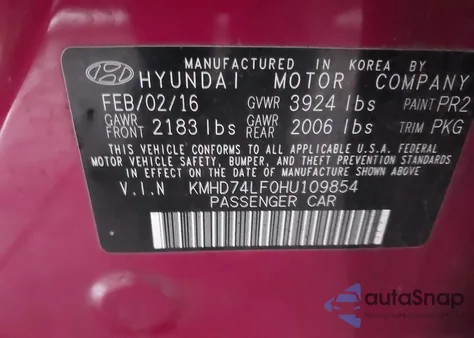 MANUFACTURED IN KOREA BY
HYUNDAI MOTOR COMPANY
FEB/02/16 GVWR 3924 lbs PAINT PR2
GAWR FRONT 2183 lbs GAWR REAR 2006 lbs TRIM PKG
THIS VEHICLE CONFORMS TO ALL APPLICABLE U.S. FEDERAL
MOTOR VEHICLE SAFETY, BUMPER, AND THEFT PREVENTION STANDARDS
IN EFFECT ON THE DATE OF MANUFACTURE SHOWN ABOVE
V.I.N KMHD74LF0HU109854
PASSENGER CAR
autoSnap